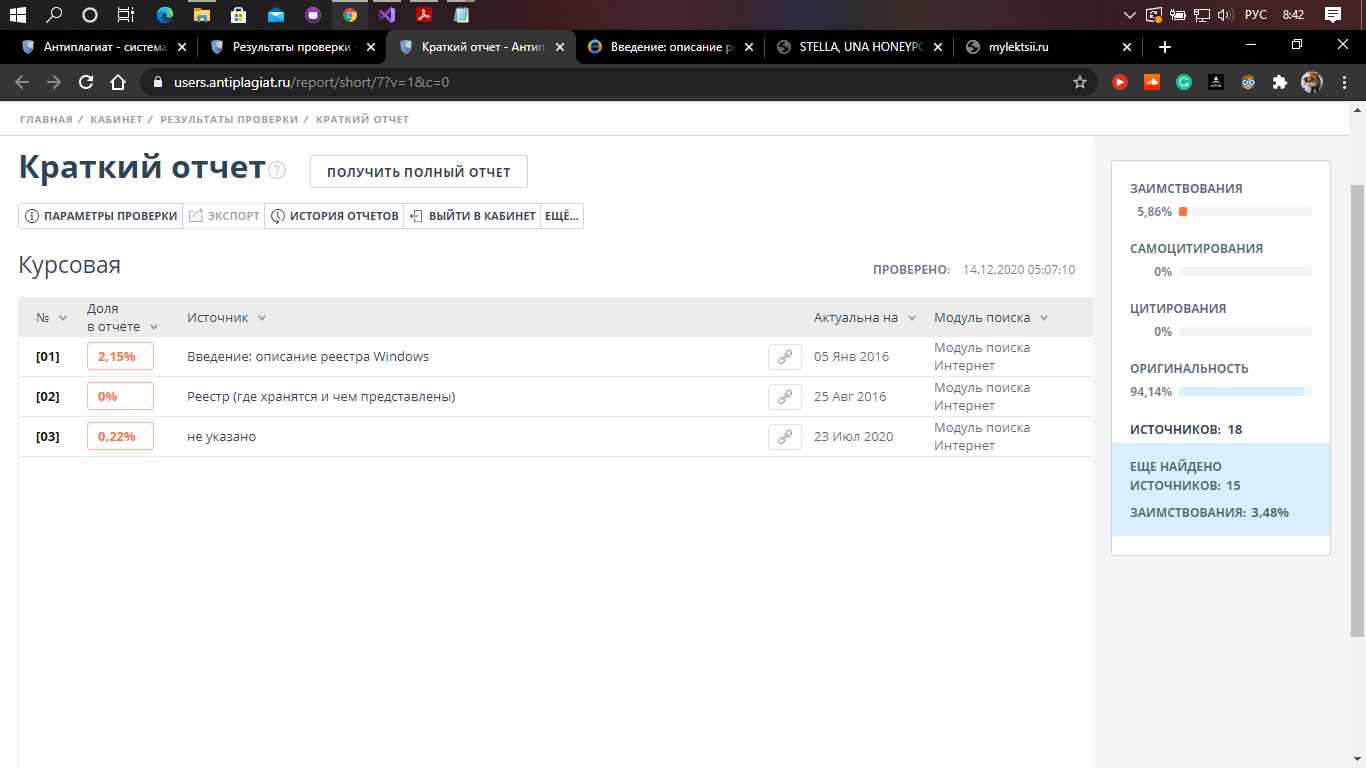 РУС
8:42
Антиплагиат - система
Результаты проверки -
Краткий отчет - Антип
Введение: описание ре
STELLA, UNA HONEYPO
mylektsii.ru
users.antiplagiat.ru/report/short/7?v=1&c=0
ГЛАВНАЯ / КАБИНЕТ / РЕЗУЛЬТАТЫ ПРОВЕРКИ / КРАТКИЙ ОТЧЕТ
Краткий отчет ?
ПОЛУЧИТЬ ПОЛНЫЙ ОТЧЕТ
ПАРАМЕТРЫ ПРОВЕРКИ
ЭКСПОРТ
ИСТОРИЯ ОТЧЕТОВ
ВЫЙТИ В КАБИНЕТ
ЕЩЁ...
Курсовая
ПРОВЕРЕНО: 14.12.2020 05:07:10
№
Доля
в отчете
Источник
Актуальна на
Модуль поиска
[01]
2,15%
Введение: описание реестра Windows
05 Янв 2016
Модуль поиска
Интернет
[02]
0%
Реестр (где хранятся и чем представлены)
25 Авг 2016
Модуль поиска
Интернет
[03]
0,22%
не указано
23 Июл 2020
Модуль поиска
Интернет
ЗАИМСТВОВАНИЯ
5,86%
САМОЦИТИРОВАНИЯ
0%
ЦИТИРОВАНИЯ
0%
ОРИГИНАЛЬНОСТЬ
94,14%
ИСТОЧНИКОВ: 18
ЕЩЕ НАЙДЕНО
ИСТОЧНИКОВ: 15
ЗАИМСТВОВАНИЯ: 3,48%